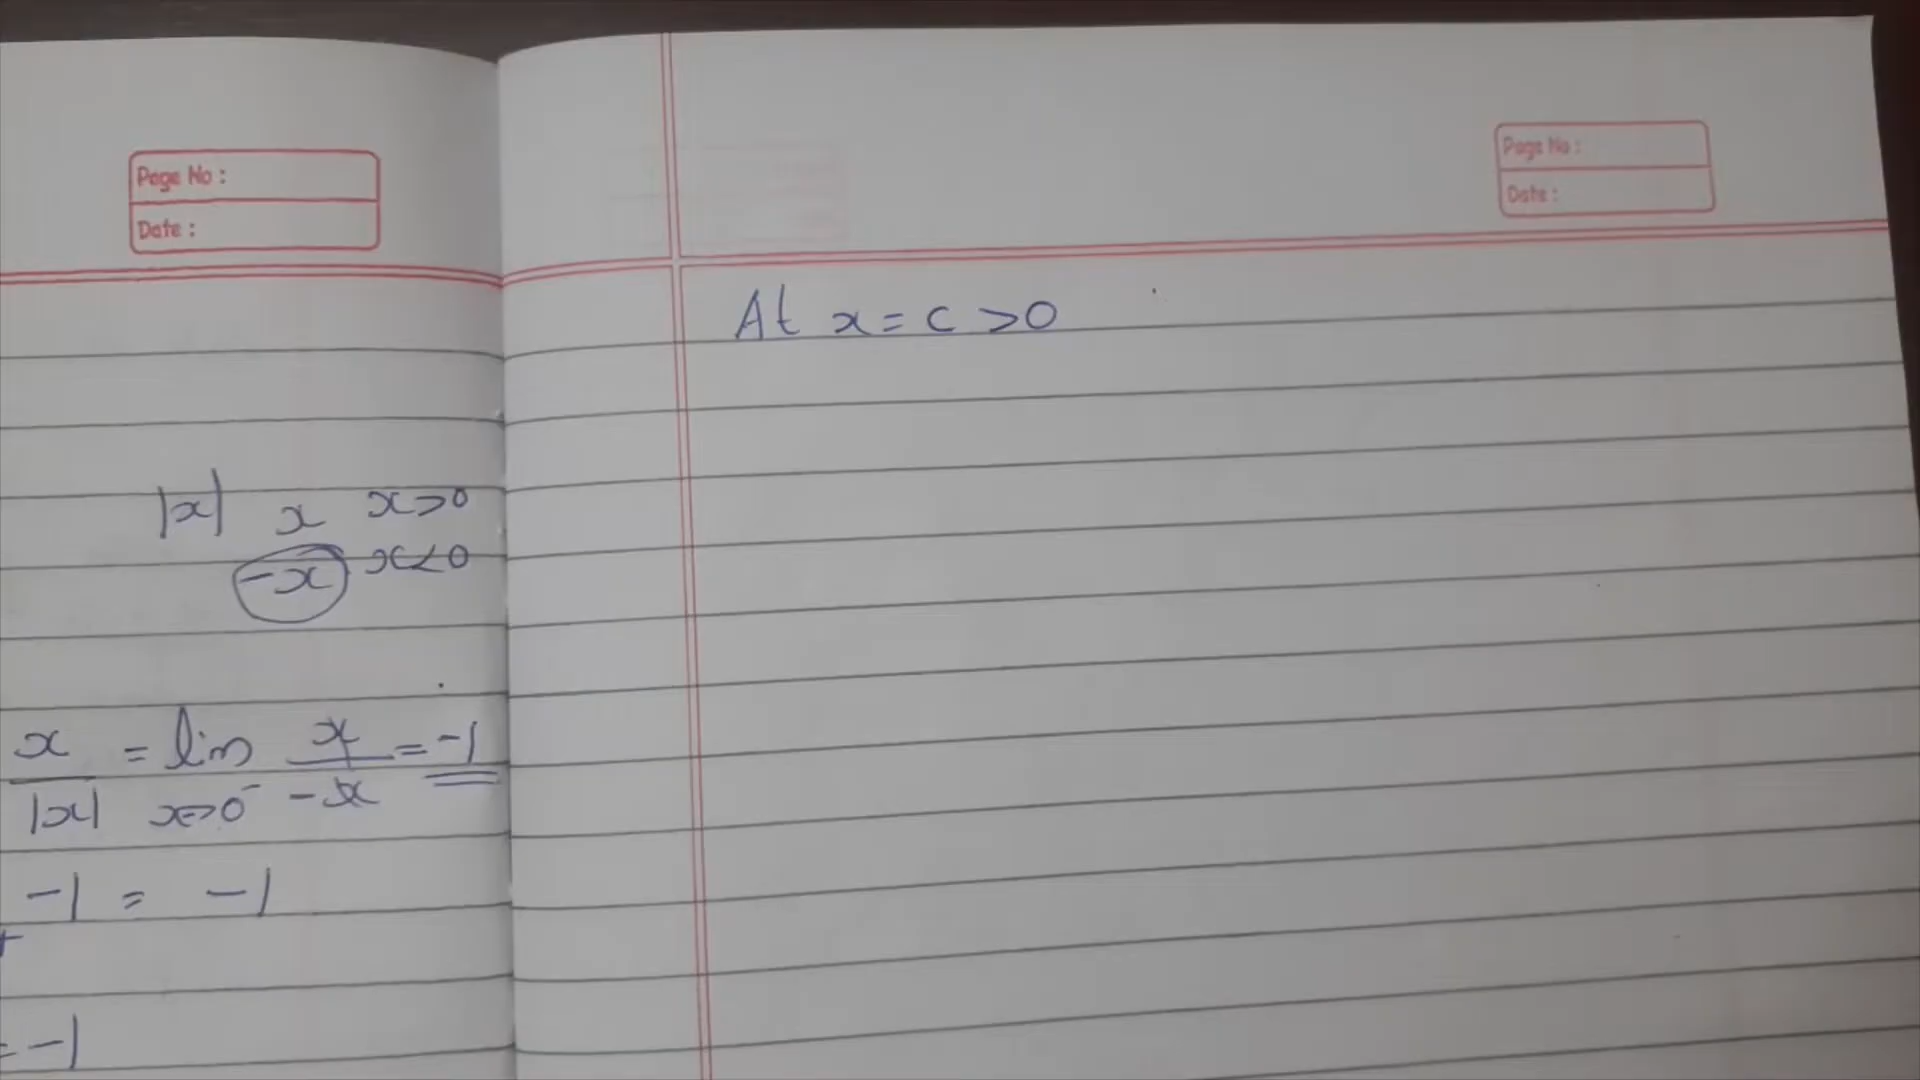 Page No :
Date :
|x| x x>0
-x x<0
x/|x| = lim x→0⁻ x/-x = -1
-1 = -1
= -1
Page No :
Date :
At x = c >0